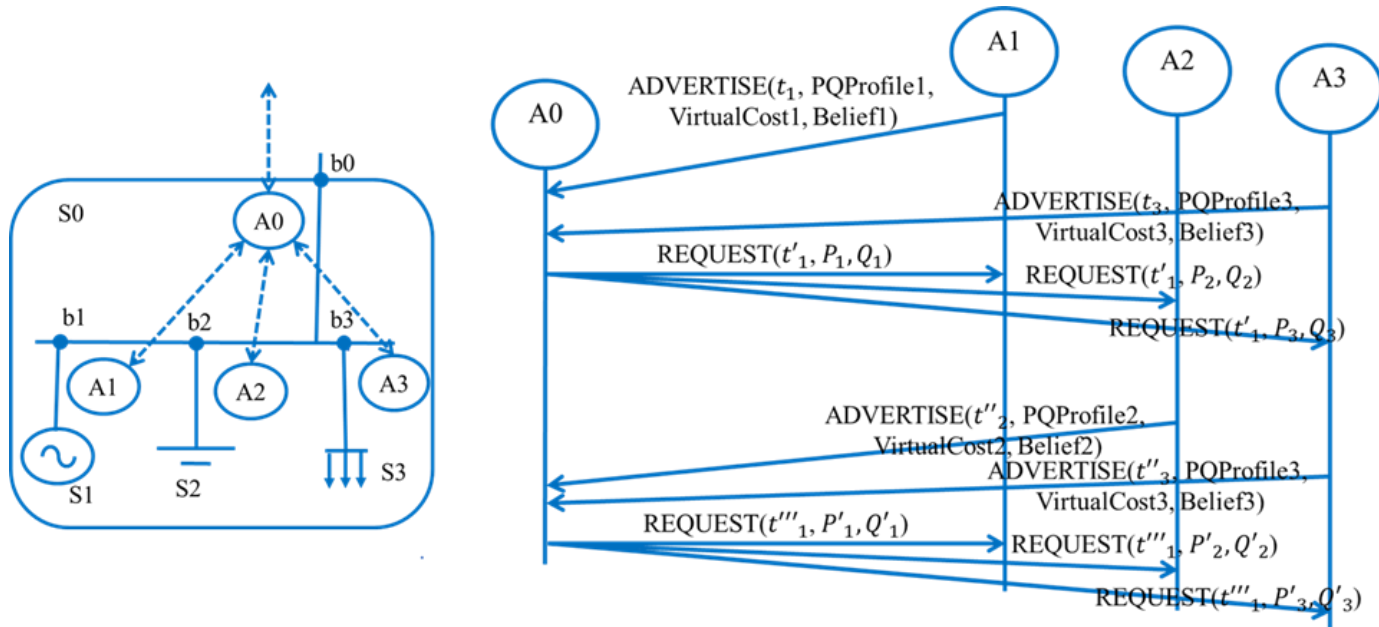 b0
S0
A0
b1
b2
b3
A1
A2
A3
S1
S2
S3
A0
A1
A2
A3
ADVERTISE(t₁, PQProfile1,
VirtualCost1, Belief1)
ADVERTISE(t₃, PQProfile3,
VirtualCost3, Belief3)
REQUEST(t'₁, P₁, Q₁)
REQUEST(t'₁, P₂, Q₂)
REQUEST(t'₁, P₃, Q₃)
ADVERTISE(t''₂, PQProfile2,
VirtualCost2, Belief2)
ADVERTISE(t''₃, PQProfile3,
VirtualCost3, Belief3)
REQUEST(t'''₁, P'₁, Q'₁)
REQUEST(t'''₁, P'₂, Q'₂)
REQUEST(t'''₁, P'₃, Q'₃)